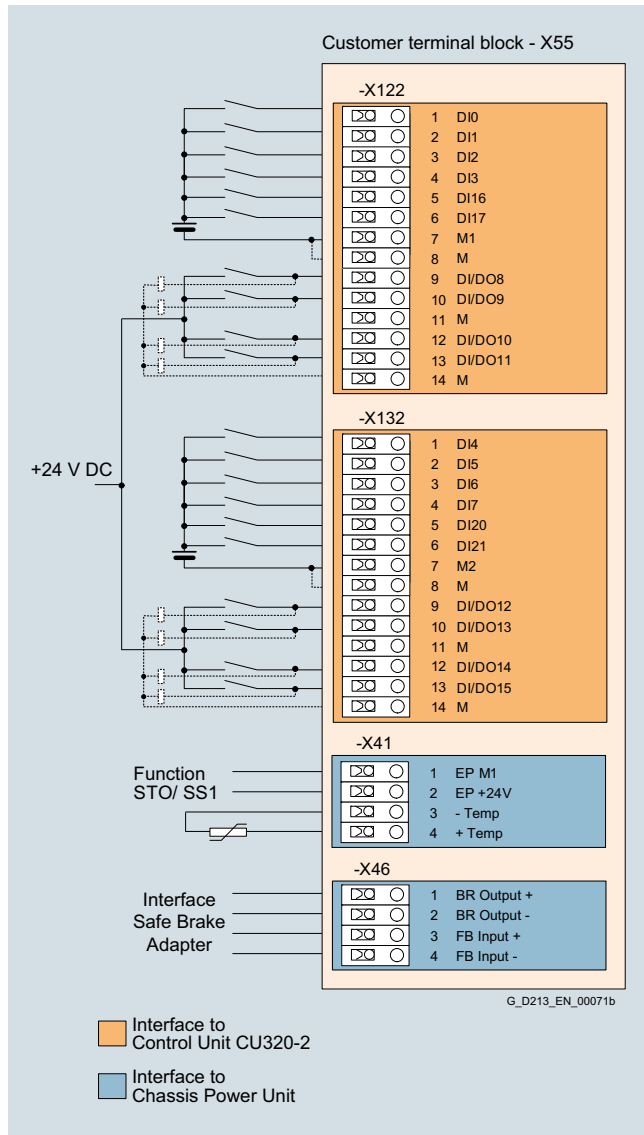 Customer terminal block - X55
-X122
1 DI0
2 DI1
3 DI2
4 DI3
5 DI16
6 DI17
7 M1
8 M
9 DI/DO8
10 DI/DO9
11 M
12 DI/DO10
13 DI/DO11
14 M
-X132
1 DI4
2 DI5
3 DI6
4 DI7
5 DI20
6 DI21
7 M2
8 M
9 DI/DO12
10 DI/DO13
11 M
12 DI/DO14
13 DI/DO15
14 M
+24 V DC
-X41
1 EP M1
2 EP +24V
3 - Temp
4 + Temp
Function
STO/ SS1
-X46
1 BR Output +
2 BR Output -
3 FB Input +
4 FB Input -
Interface
Safe Brake
Adapter
G_D213_EN_00071b
Interface to
Control Unit CU320-2
Interface to
Chassis Power Unit